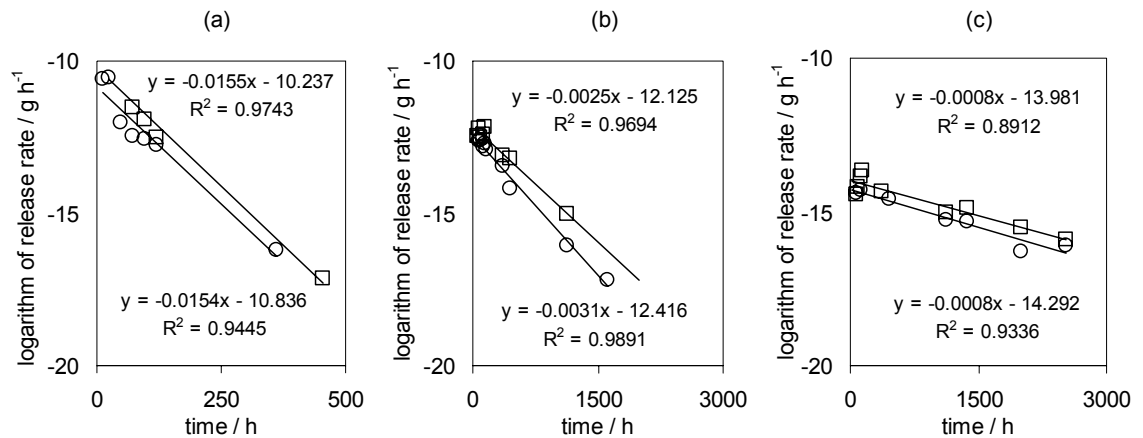 (a)
logarithm of release rate / g h⁻¹
-10
-15
-20
y = -0.0155x - 10.237
R² = 0.9743
y = -0.0154x - 10.836
R² = 0.9445
0
250
500
time / h
(b)
logarithm of release rate / g h⁻¹
-10
-15
-20
y = -0.0025x - 12.125
R² = 0.9694
y = -0.0031x - 12.416
R² = 0.9891
0
1500
3000
time / h
(c)
logarithm of release rate / g h⁻¹
-10
-15
-20
y = -0.0008x - 13.981
R² = 0.8912
y = -0.0008x - 14.292
R² = 0.9336
0
1500
3000
time / h